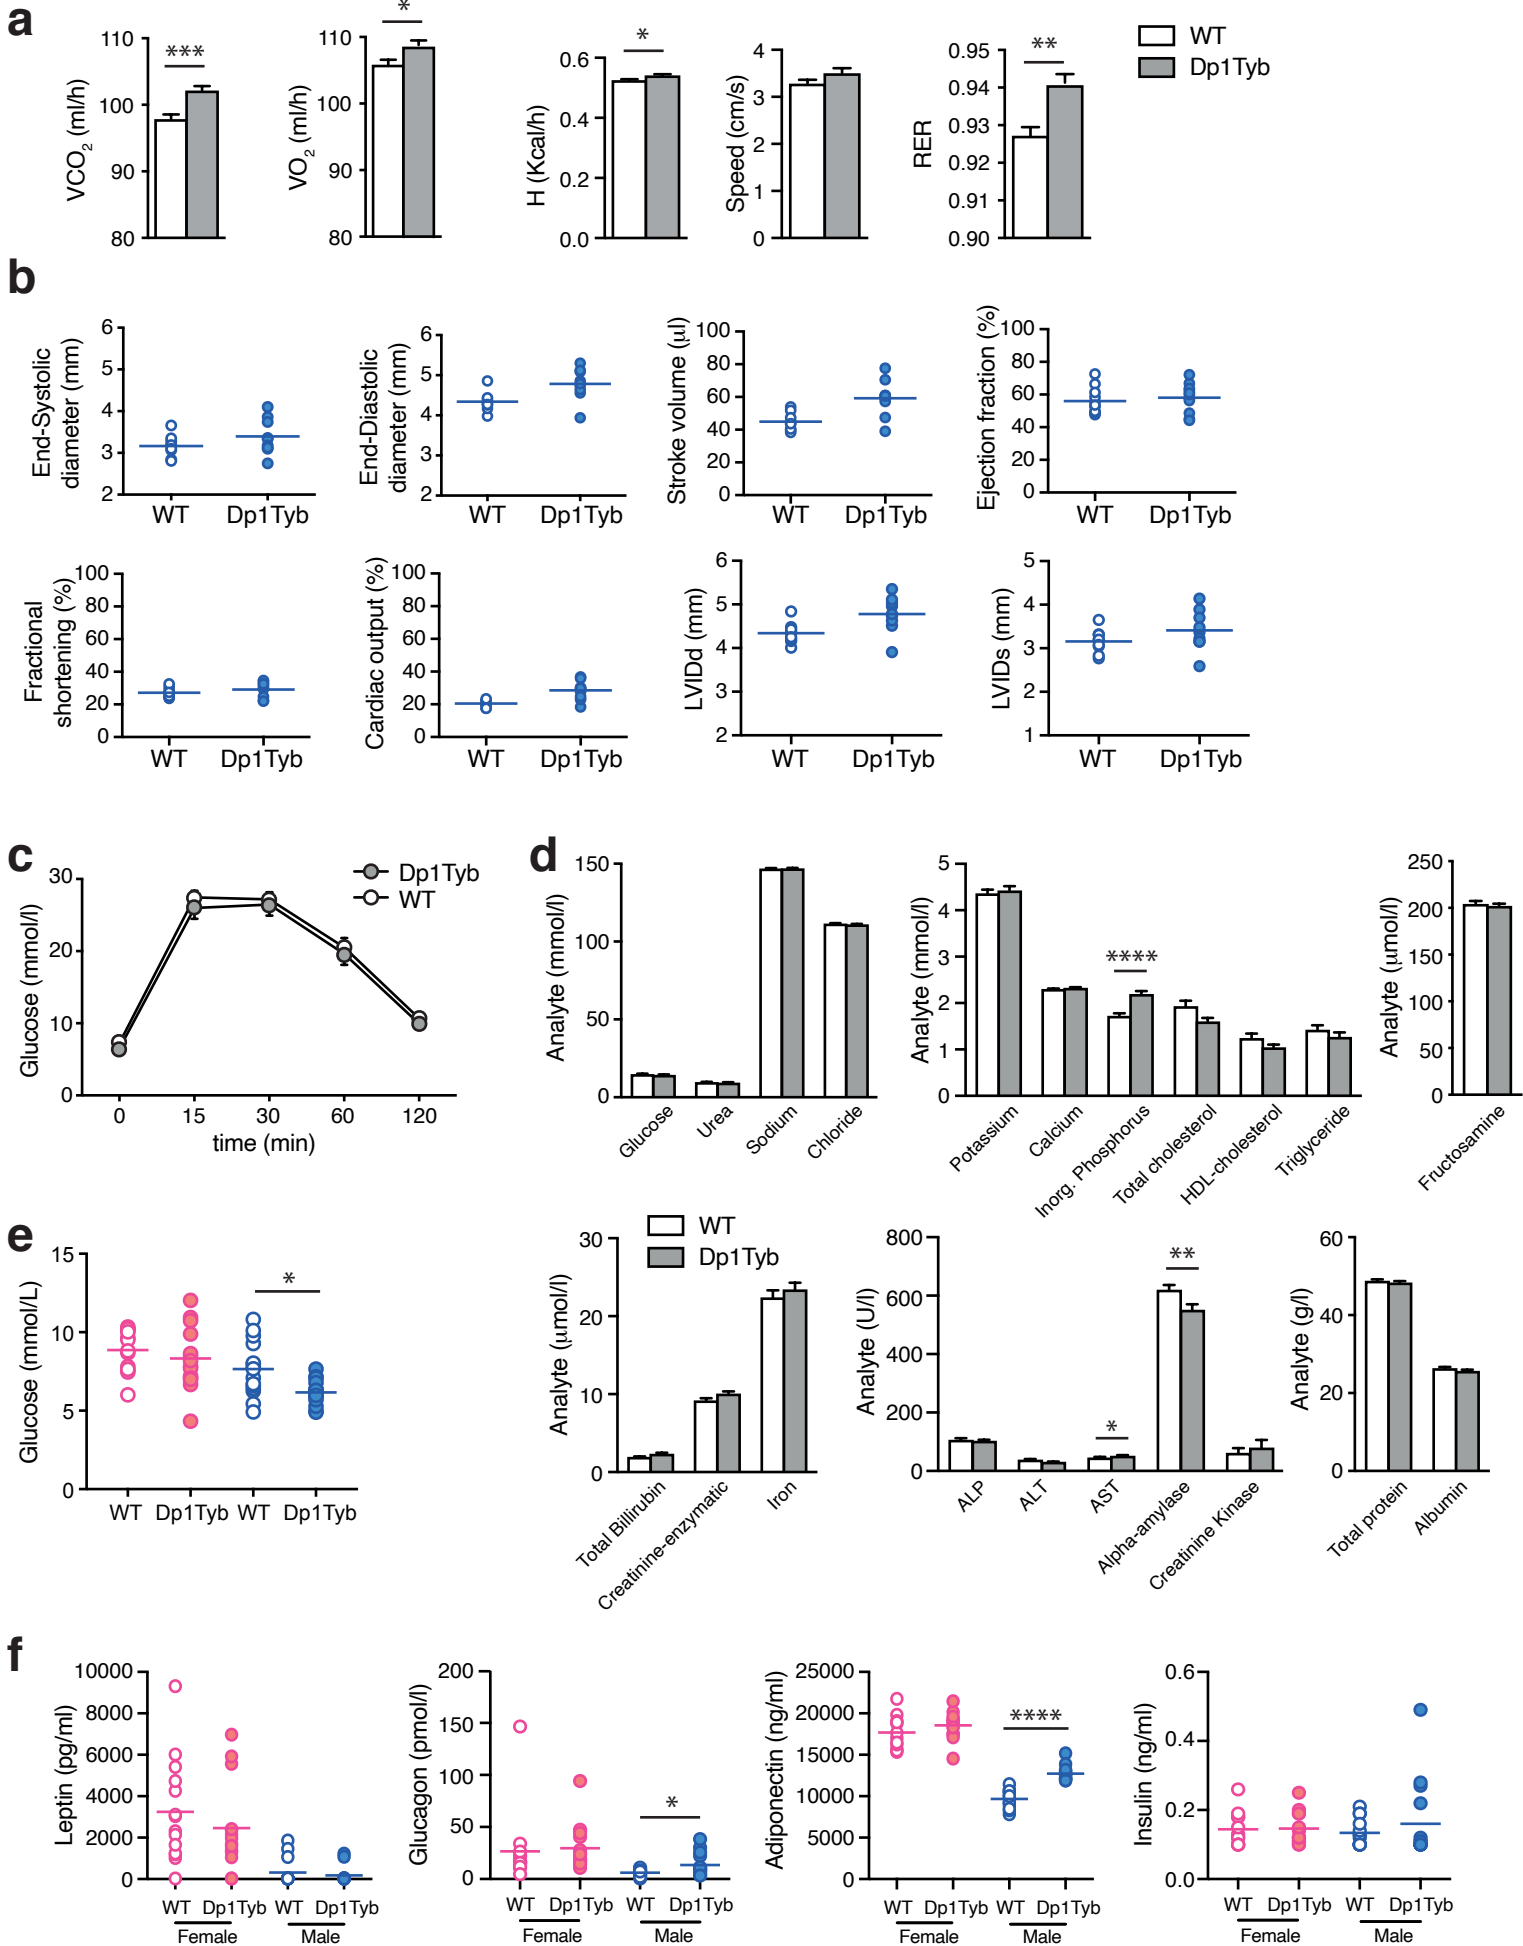 a
110
100
90
80
VCO2 (ml/h)
***
110
100
90
80
VO2 (ml/h)
*
0.6
0.4
0.2
0.0
H (Kcal/h)
*
4
3
2
1
0
Speed (cm/s)
0.95
0.94
0.93
0.92
0.91
0.90
RER
**
WT
Dp1Tyb
b
6
5
4
3
2
End-Systolic
diameter (mm)
WT Dp1Tyb
6
5
4
3
2
End-Diastolic
diameter (mm)
WT Dp1Tyb
100
80
60
40
20
0
Stroke volume (µl)
WT Dp1Tyb
100
80
60
40
20
0
Ejection fraction (%)
WT Dp1Tyb
100
80
60
40
20
0
Fractional
shortening (%)
WT Dp1Tyb
100
80
60
40
20
0
Cardiac output (%)
WT Dp1Tyb
6
5
4
3
2
LVIDd (mm)
WT Dp1Tyb
5
4
3
2
1
LVIDs (mm)
WT Dp1Tyb
c
30
20
10
0
Glucose (mmol/l)
Dp1Tyb
WT
0 15 30 60 120
time (min)
d
150
100
50
0
Analyte (mmol/l)
Glucose
Urea
Sodium
Chloride
5
4
3
2
1
0
Analyte (mmol/l)
****
Potassium
Calcium
Inorg. Phosphorus
Total cholesterol
HDL-cholesterol
Triglyceride
250
200
150
100
50
0
Analyte (µmol/l)
Fructosamine
WT
Dp1Tyb
30
20
10
0
Analyte (µmol/l)
Total Billirubin
Creatinine-enzymatic
Iron
800
600
400
200
0
Analyte (U/l)
*
**
ALP
ALT
AST
Alpha-amylase
Creatinine Kinase
60
40
20
0
Analyte (g/l)
Total protein
Albumin
e
15
10
5
0
Glucose (mmol/L)
*
WT Dp1Tyb WT Dp1Tyb
f
10000
8000
6000
4000
2000
0
Leptin (pg/ml)
WT Dp1Tyb WT Dp1Tyb
Female Male
200
150
100
50
0
Glucagon (pmol/l)
*
WT Dp1Tyb WT Dp1Tyb
Female Male
25000
20000
15000
10000
5000
0
Adiponectin (ng/ml)
****
WT Dp1Tyb WT Dp1Tyb
Female Male
0.6
0.4
0.2
0.0
Insulin (ng/ml)
WT Dp1Tyb WT Dp1Tyb
Female Male